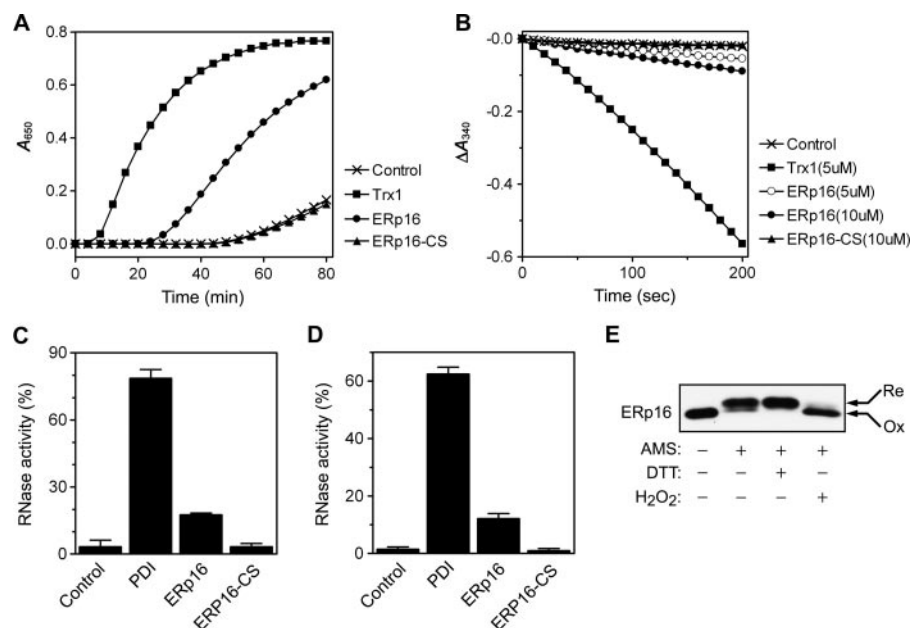 A
A650
0.8
0.6
0.4
0.2
0.0
0 20 40 60 80
Time (min)
Control
Trx1
ERp16
ERp16-CS
B
ΔA340
-0.0
-0.2
-0.4
-0.6
0 100 200
Time (sec)
Control
Trx1(5uM)
ERp16(5uM)
ERp16(10uM)
ERp16-CS(10uM)
C
RNase activity (%)
90
60
30
0
Control PDI ERp16 ERP16-CS
D
RNase activity (%)
60
40
20
0
Control PDI ERp16 ERP16-CS
E
ERp16
Re
Ox
AMS: – + + +
DTT: – – + –
H2O2: – – – +